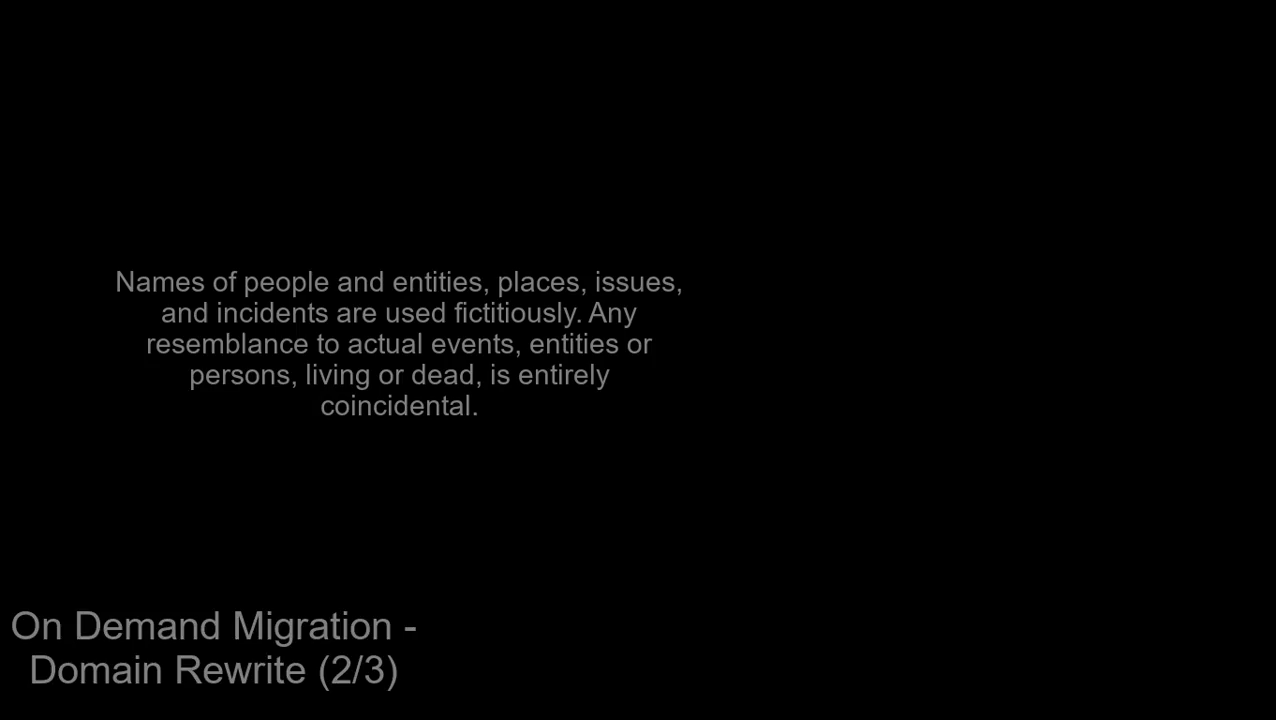 Names of people and entities, places, issues,
and incidents are used fictitiously. Any
resemblance to actual events, entities or
persons, living or dead, is entirely
coincidental.
On Demand Migration -
Domain Rewrite (2/3)